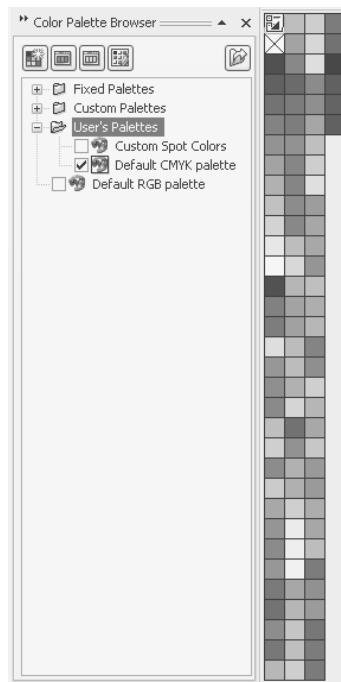 Color Palette Browser
Fixed Palettes
Custom Palettes
User's Palettes
Custom Spot Colors
Default CMYK palette
Default RGB palette